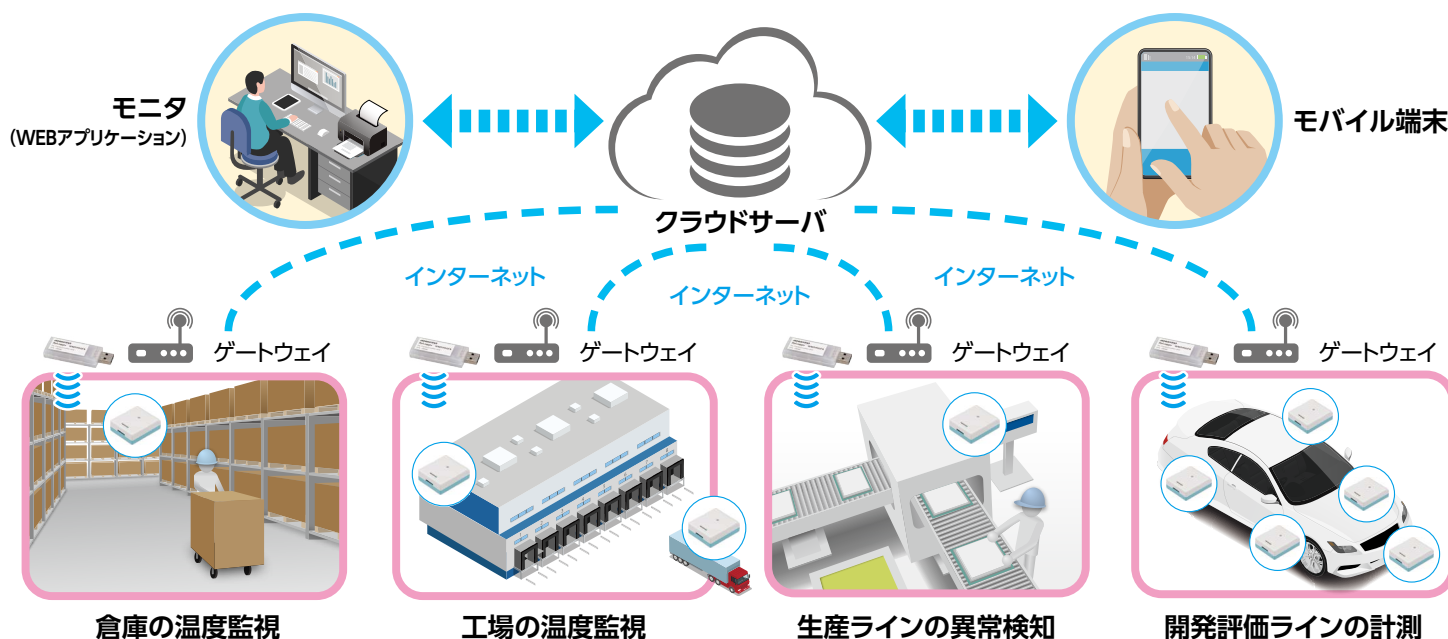 モニタ
(WEBアプリケーション)
モバイル端末
クラウドサーバ
インターネット
インターネット
インターネット
ゲートウェイ
ゲートウェイ
ゲートウェイ
ゲートウェイ
倉庫の温度監視
工場の温度監視
生産ラインの異常検知
開発評価ラインの計測